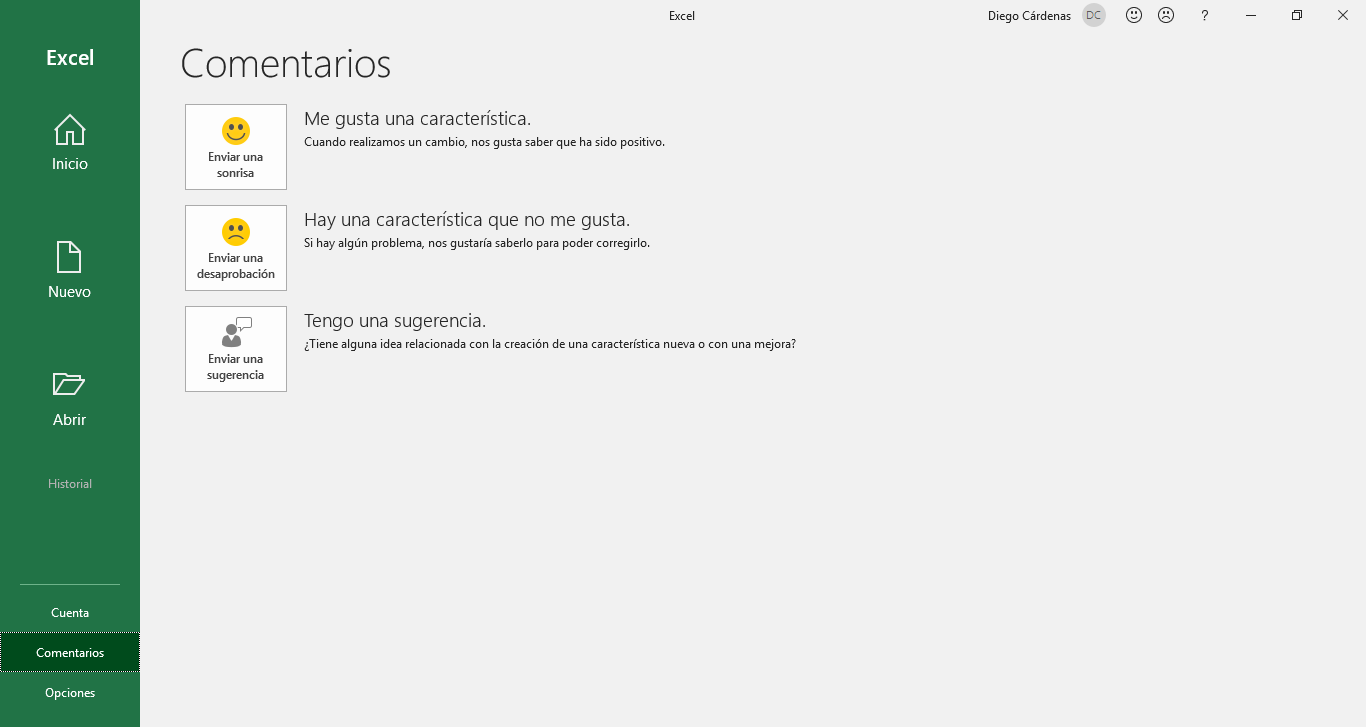 Excel
Diego Cárdenas
DC
?
Excel
Inicio
Nuevo
Abrir
Historial
Cuenta
Comentarios
Opciones
Comentarios
Enviar una
sonrisa
Me gusta una característica.
Cuando realizamos un cambio, nos gusta saber que ha sido positivo.
Enviar una
desaprobación
Hay una característica que no me gusta.
Si hay algún problema, nos gustaría saberlo para poder corregirlo.
Enviar una
sugerencia
Tengo una sugerencia.
¿Tiene alguna idea relacionada con la creación de una característica nueva o con una mejora?